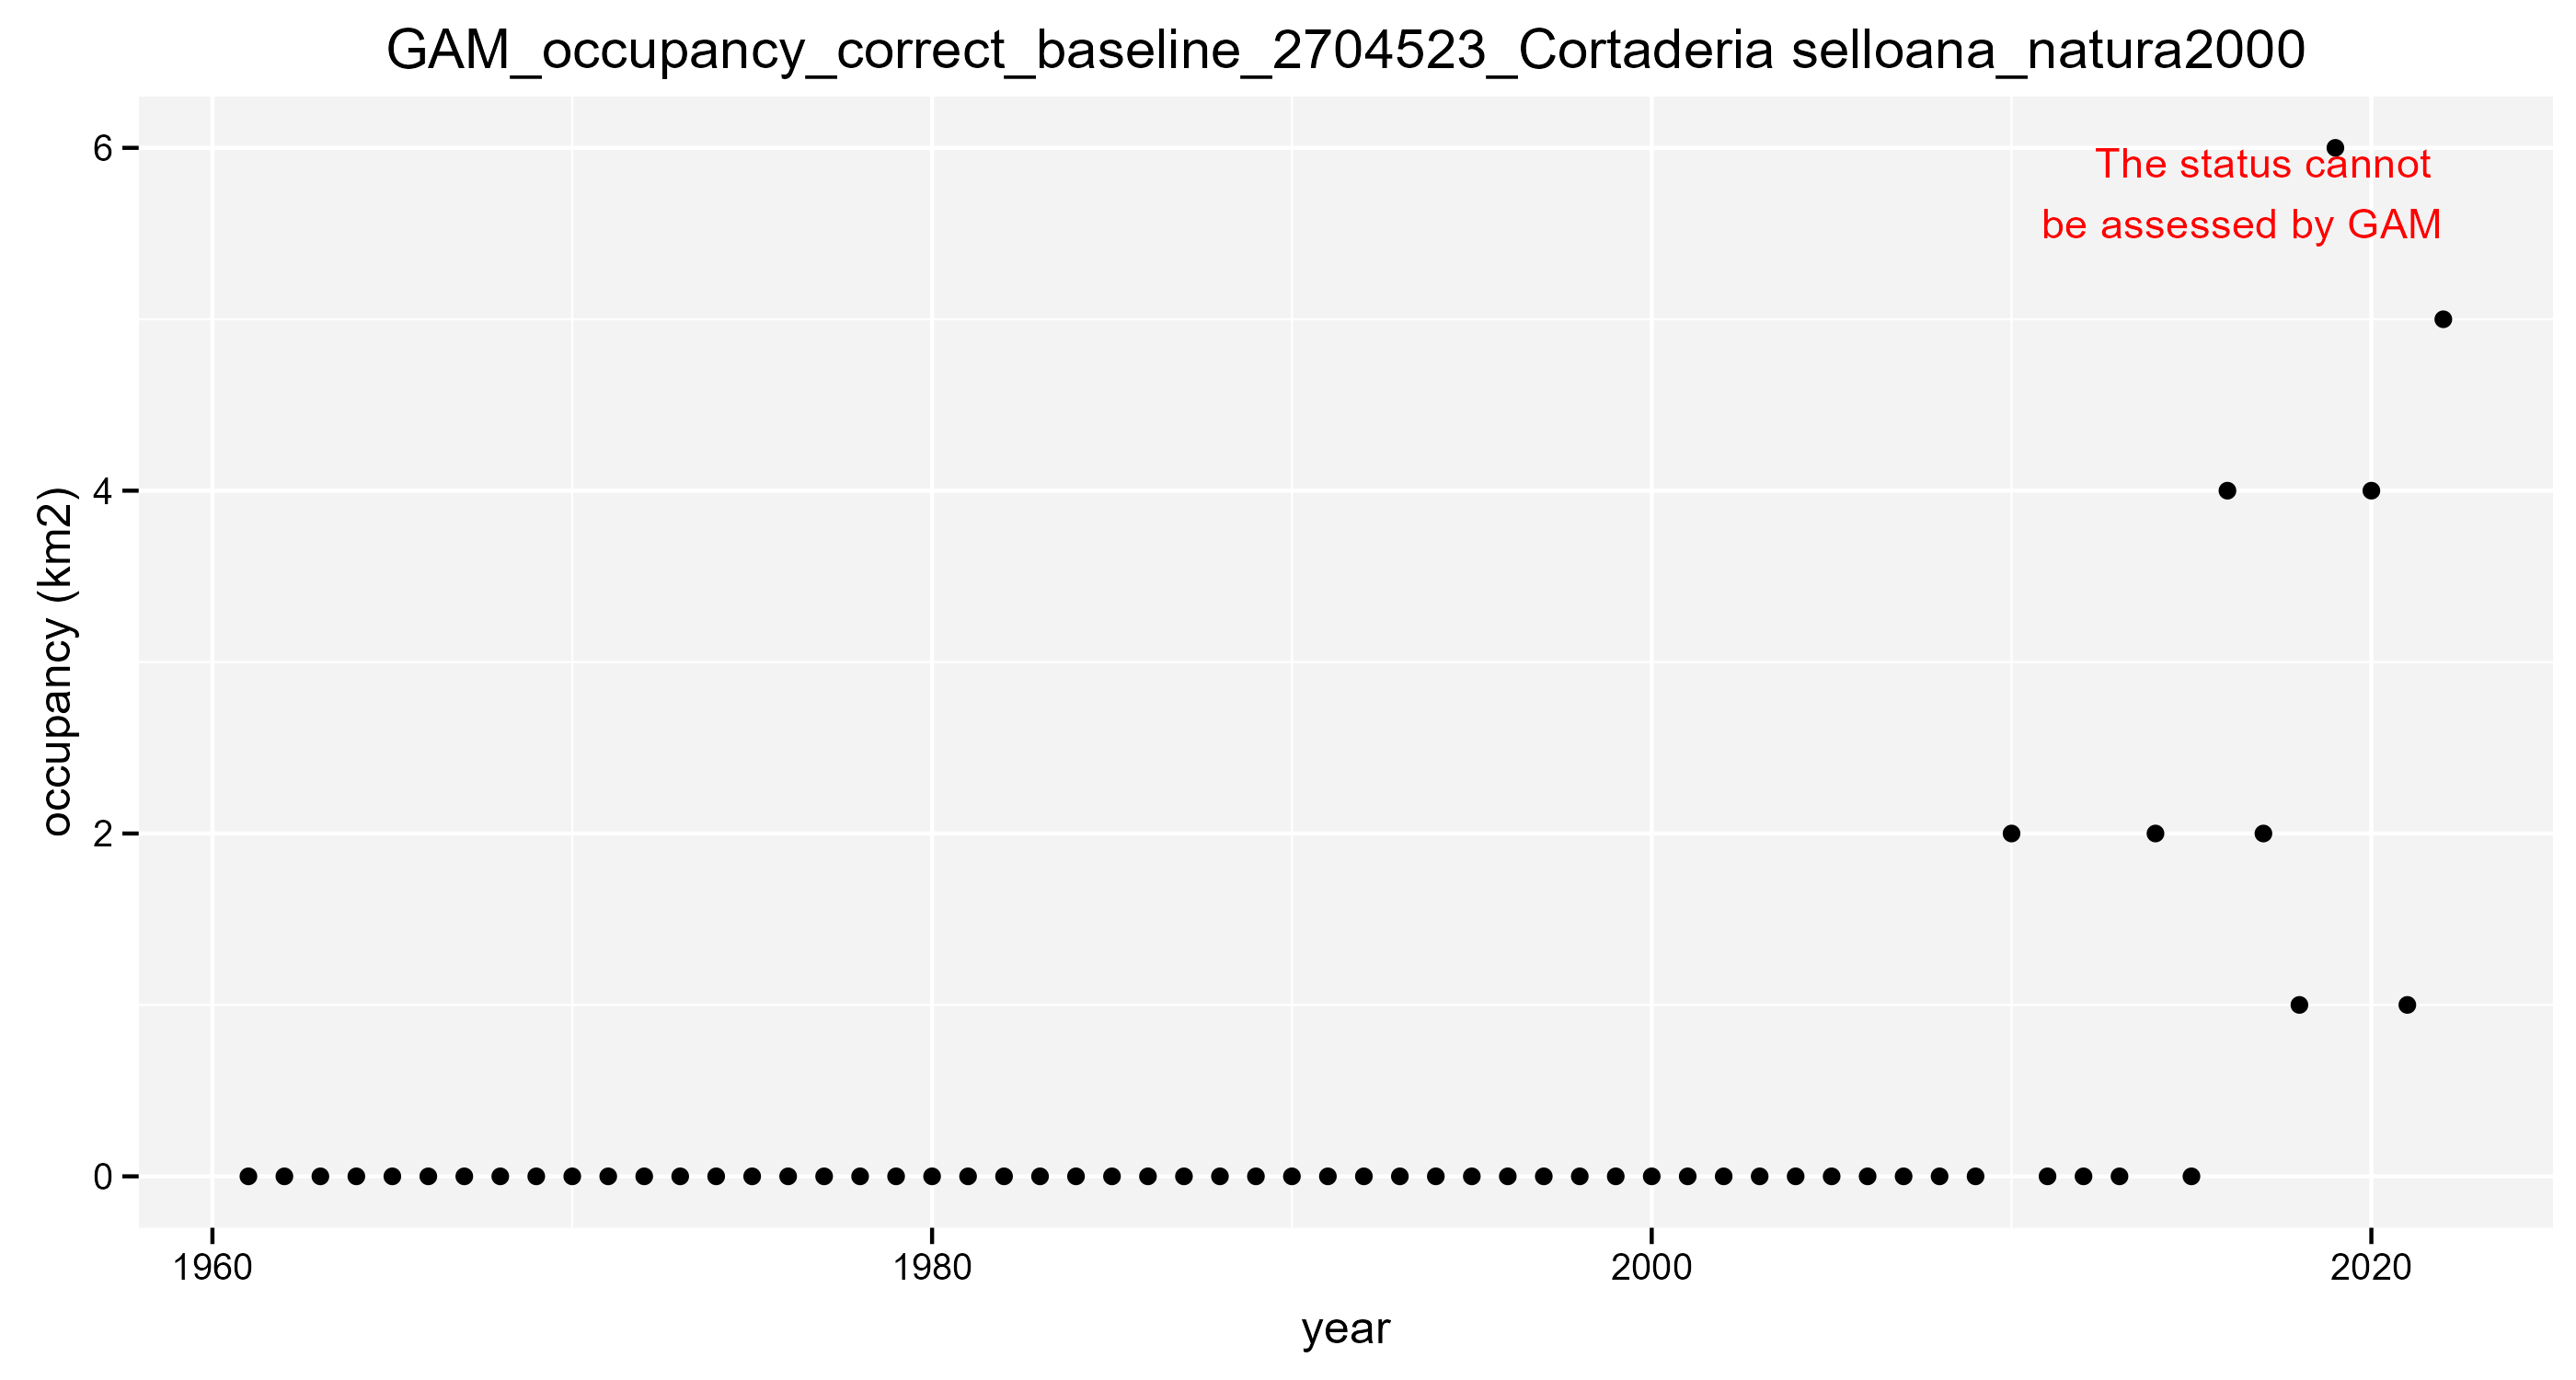 GAM_occupancy_correct_baseline_2704523_Cortaderia selloana_natura2000
6
The status cannot
be assessed by GAM
4
occupancy (km2)
2
0
1960
1980
2000
2020
year